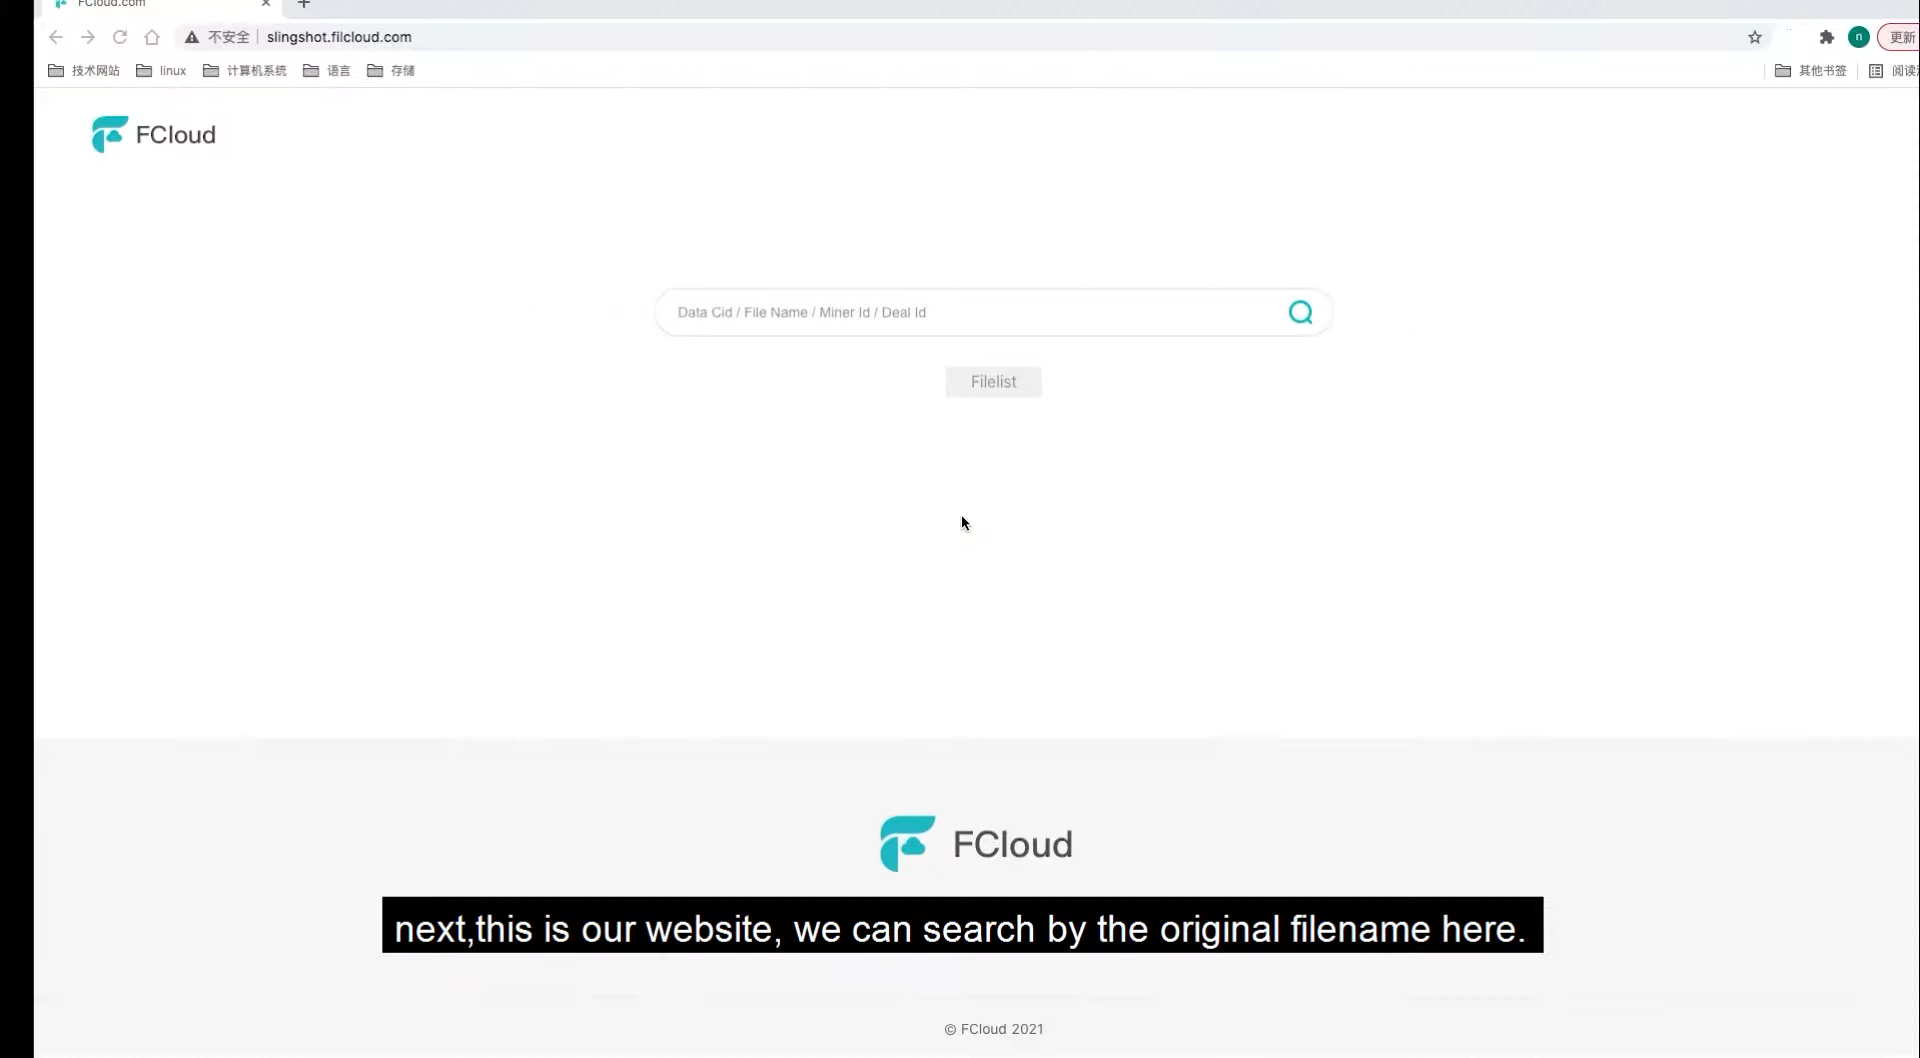 FCloud.com
不安全 slingshot.filcloud.com 更新
技术网站 linux 计算机系统 语言 存储 其他书签
FCloud
Data Cid / File Name / Miner Id / Deal Id
Filelist
FCloud
next,this is our website, we can search by the original filename here.
© FCloud 2021